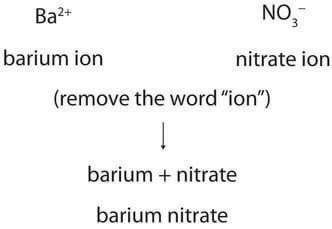 Ba²⁺ NO₃⁻
barium ion nitrate ion
(remove the word “ion”)
barium + nitrate
barium nitrate